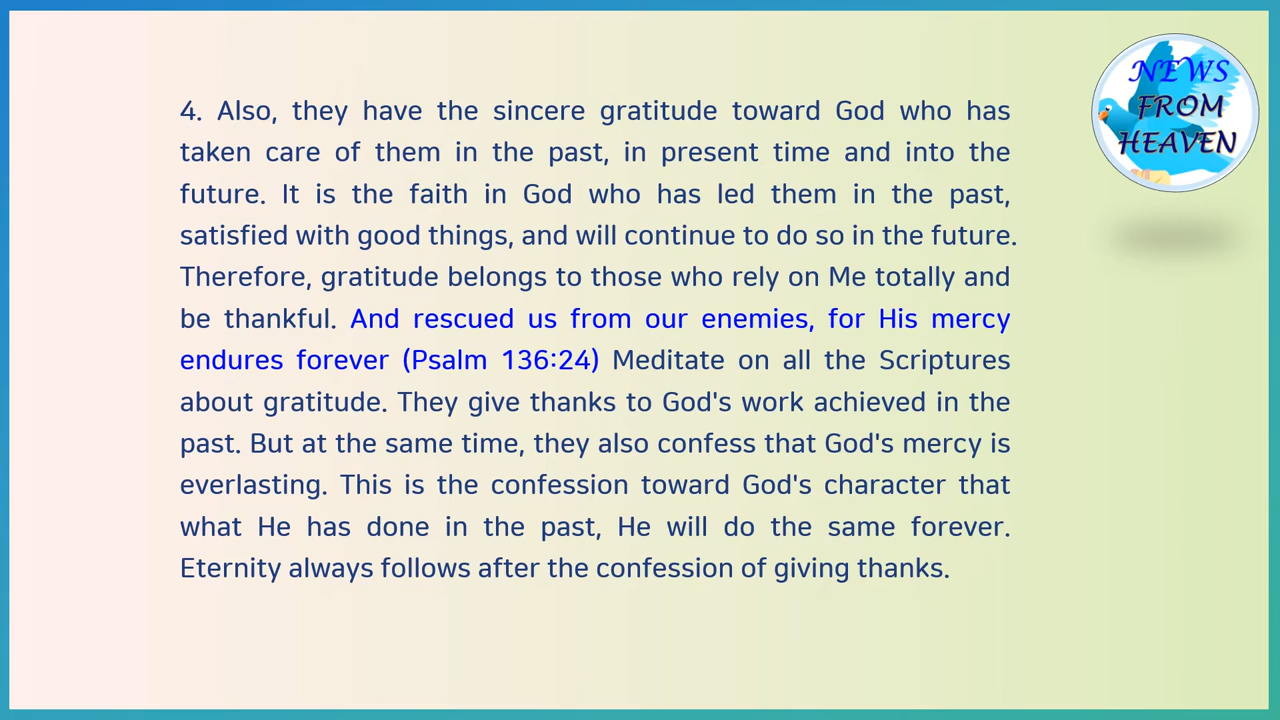 4. Also, they have the sincere gratitude toward God who has
taken care of them in the past, in present time and into the
future. It is the faith in God who has led them in the past,
satisfied with good things, and will continue to do so in the future.
Therefore, gratitude belongs to those who rely on Me totally and
be thankful. And rescued us from our enemies, for His mercy
endures forever (Psalm 136:24) Meditate on all the Scriptures
about gratitude. They give thanks to God's work achieved in the
past. But at the same time, they also confess that God's mercy is
everlasting. This is the confession toward God's character that
what He has done in the past, He will do the same forever.
Eternity always follows after the confession of giving thanks.
NEWS
FROM
HEAVEN